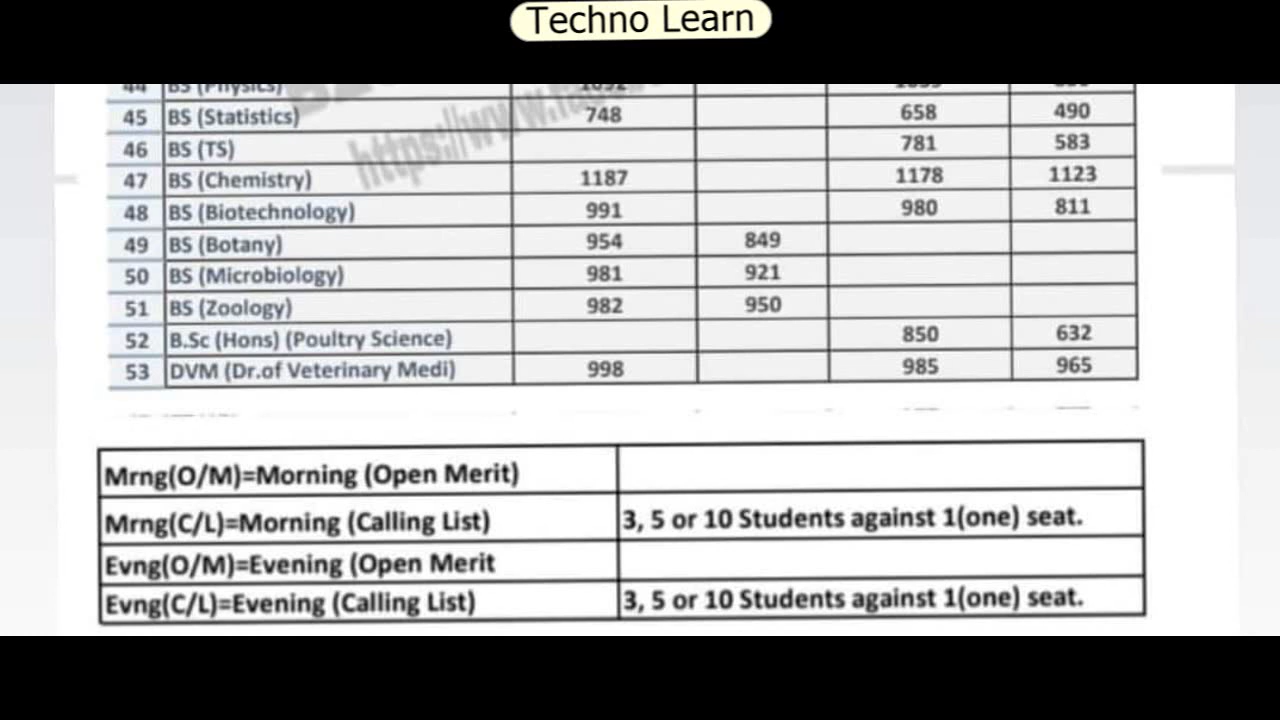 Techno Learn
44 BS (Physics) 1092
45 BS (Statistics) 748 658 490
46 BS (TS) 781 583
47 BS (Chemistry) 1187 1178 1123
48 BS (Biotechnology) 991 980 811
49 BS (Botany) 954 849
50 BS (Microbiology) 981 921
51 BS (Zoology) 982 950
52 B.Sc (Hons) (Poultry Science) 850 632
53 DVM (Dr.of Veterinary Medi) 998 985 965
Mrng(O/M)=Morning (Open Merit)
Mrng(C/L)=Morning (Calling List) 3, 5 or 10 Students against 1(one) seat.
Evng(O/M)=Evening (Open Merit
Evng(C/L)=Evening (Calling List) 3, 5 or 10 Students against 1(one) seat.